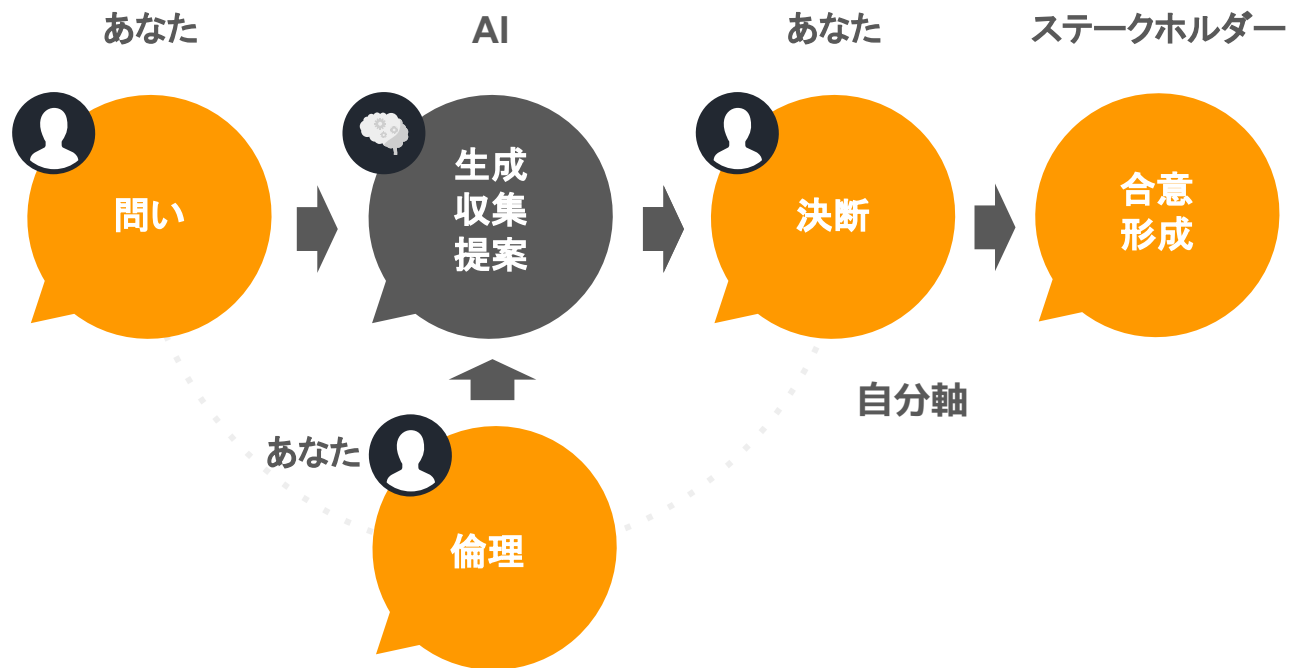 あなた
AI
あなた
ステークホルダー
問い
生成
収集
提案
決断
合意
形成
自分軸
あなた
倫理